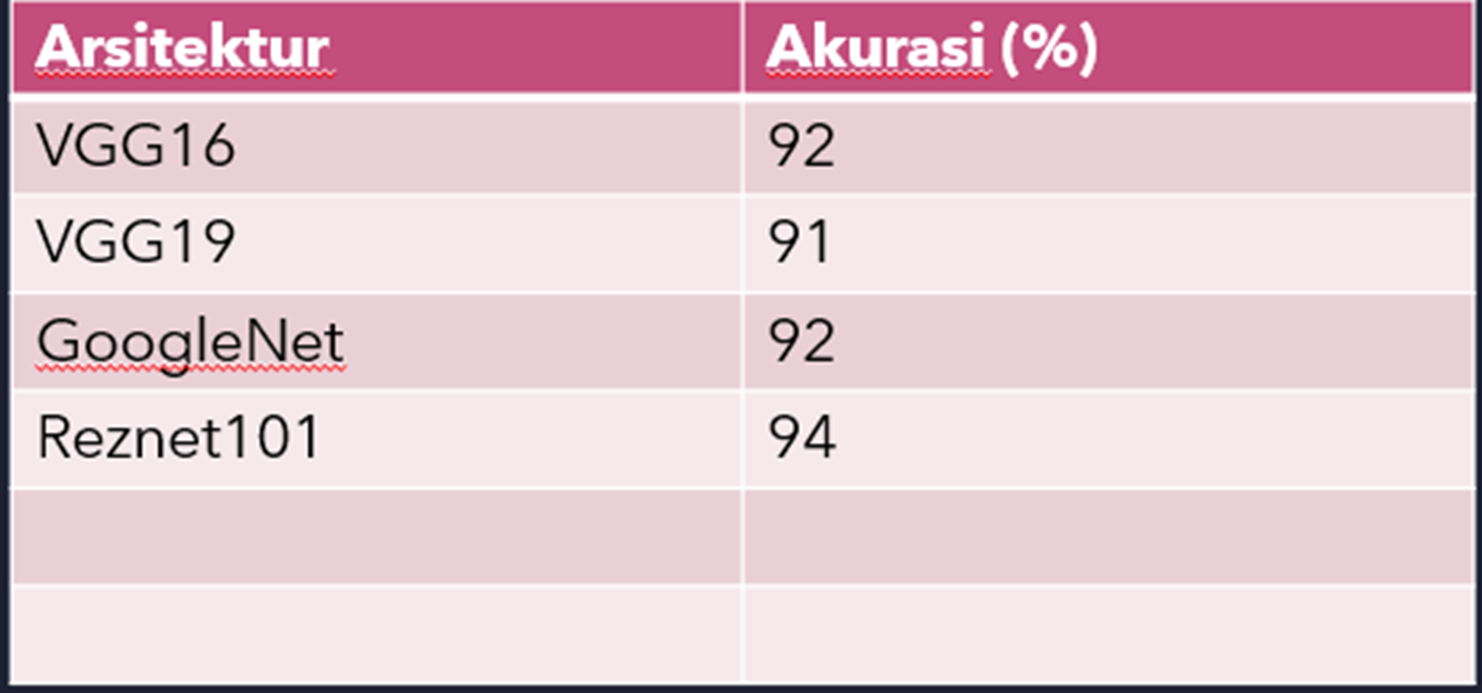 Arsitektur Akurasi (%)
VGG16 92
VGG19 91
GoogleNet 92
Reznet101 94